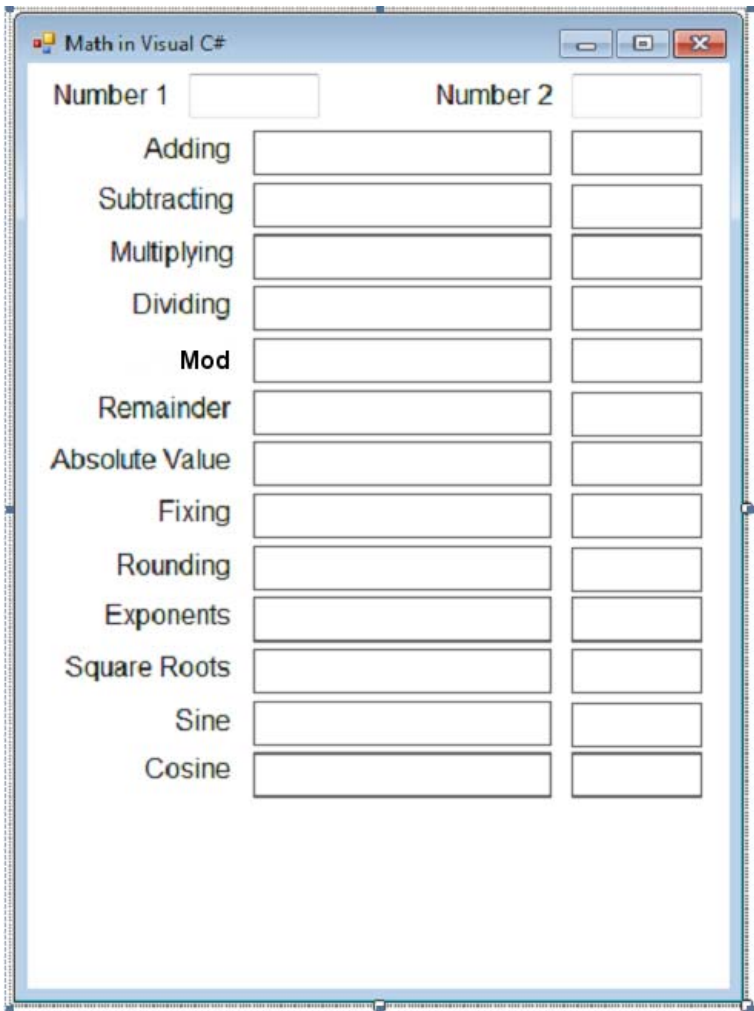 Math in Visual C#
Number 1 Number 2
Adding
Subtracting
Multiplying
Dividing
Mod
Remainder
Absolute Value
Fixing
Rounding
Exponents
Square Roots
Sine
Cosine